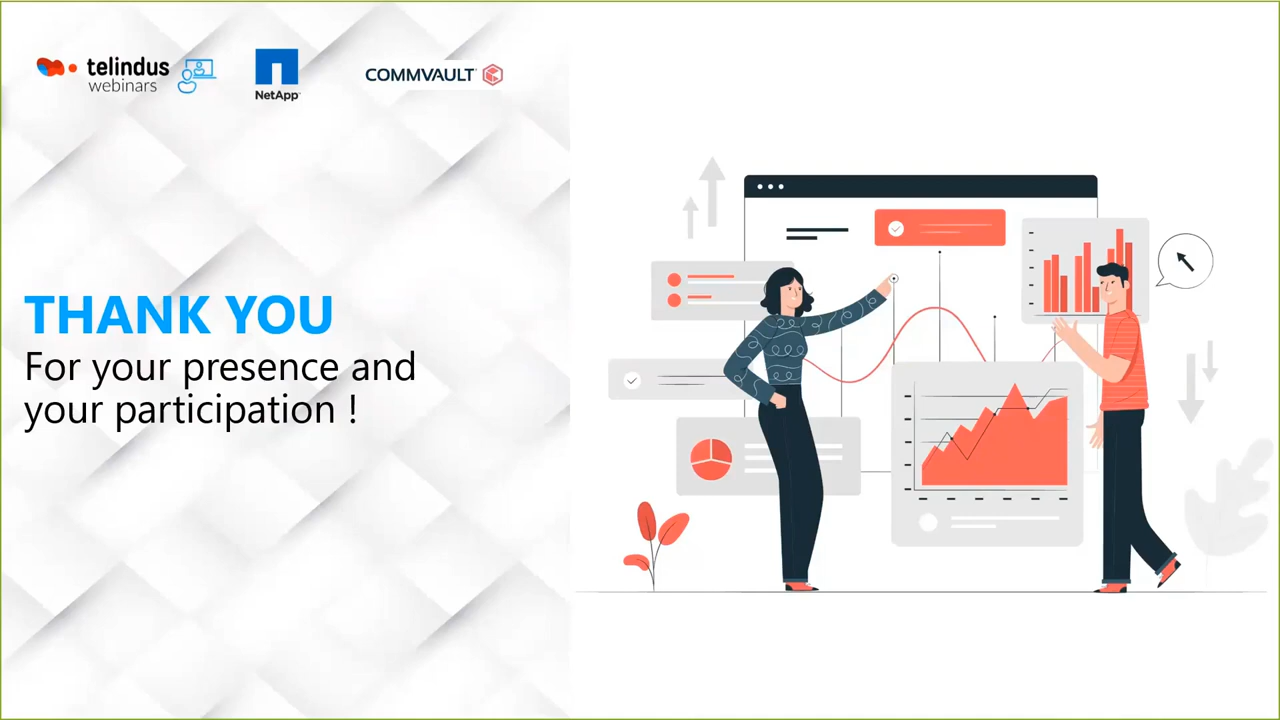 telindus
webinars
NetApp
COMMVAULT
THANK YOU
For your presence and
your participation !